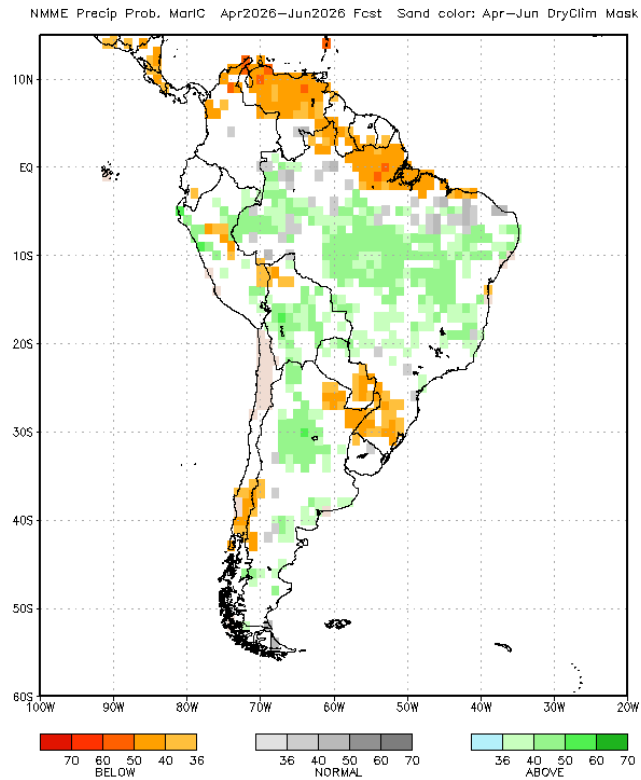 NMME Precip Prob. MarIC Apr2026-Jun2026 Fcst Sand color: Apr-Jun DryClim Mask
10N
EQ
10S
20S
30S
40S
50S
60S
100W 90W 80W 70W 60W 50W 40W 30W 20W
70 60 50 40 36 36 40 50 60 70 36 40 50 60 70
BELOW NORMAL ABOVE